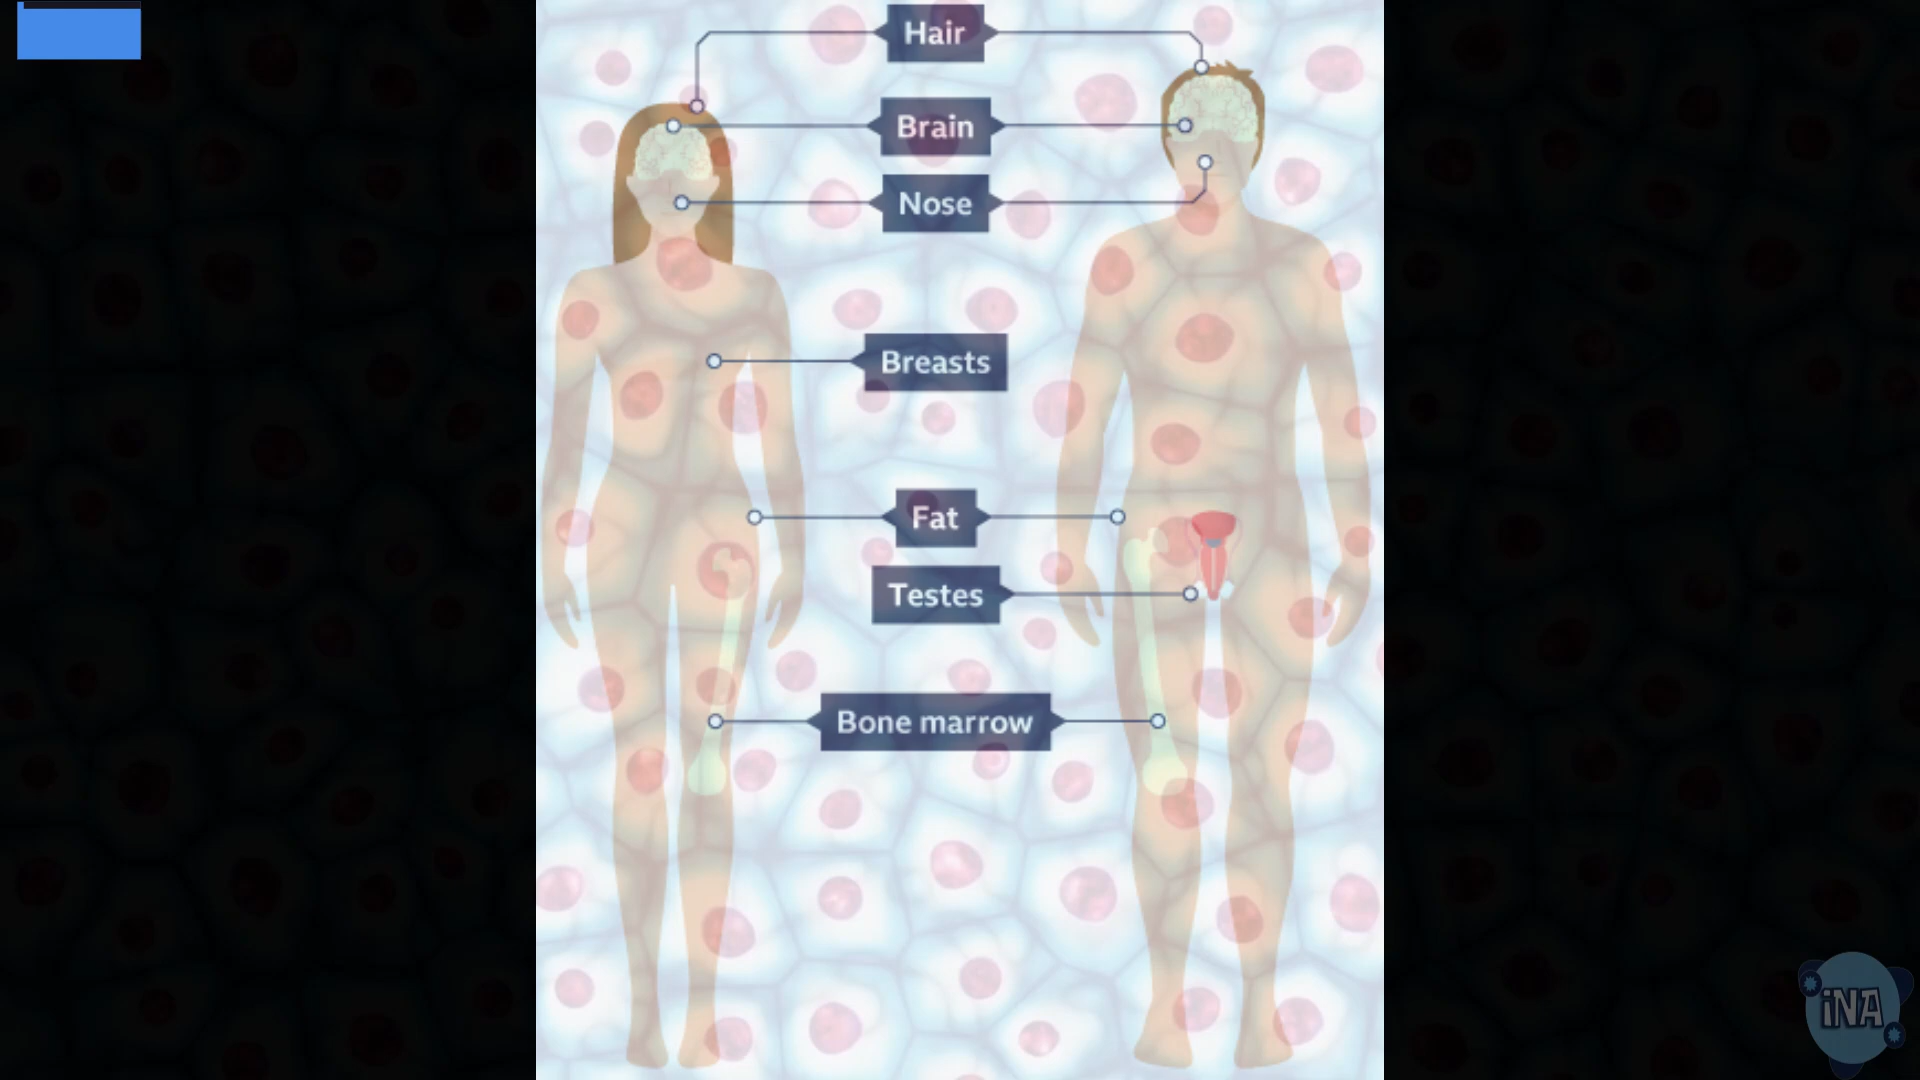 Hair
Brain
Nose
Breasts
Fat
Testes
Bone marrow
iNA